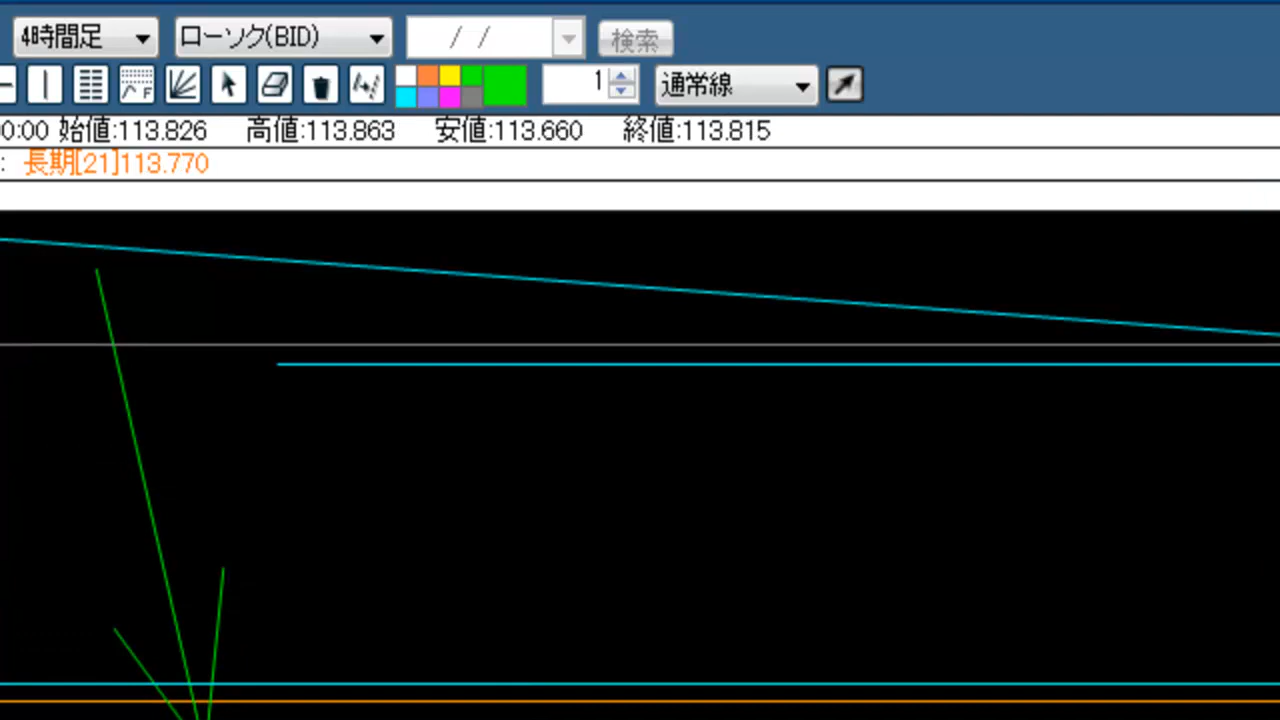 4時間足 ローソク(BID) / / 検索
F 1 通常線
0:00 始値:113.826 高値:113.863 安値:113.660 終値:113.815
: 長期[21]113.770